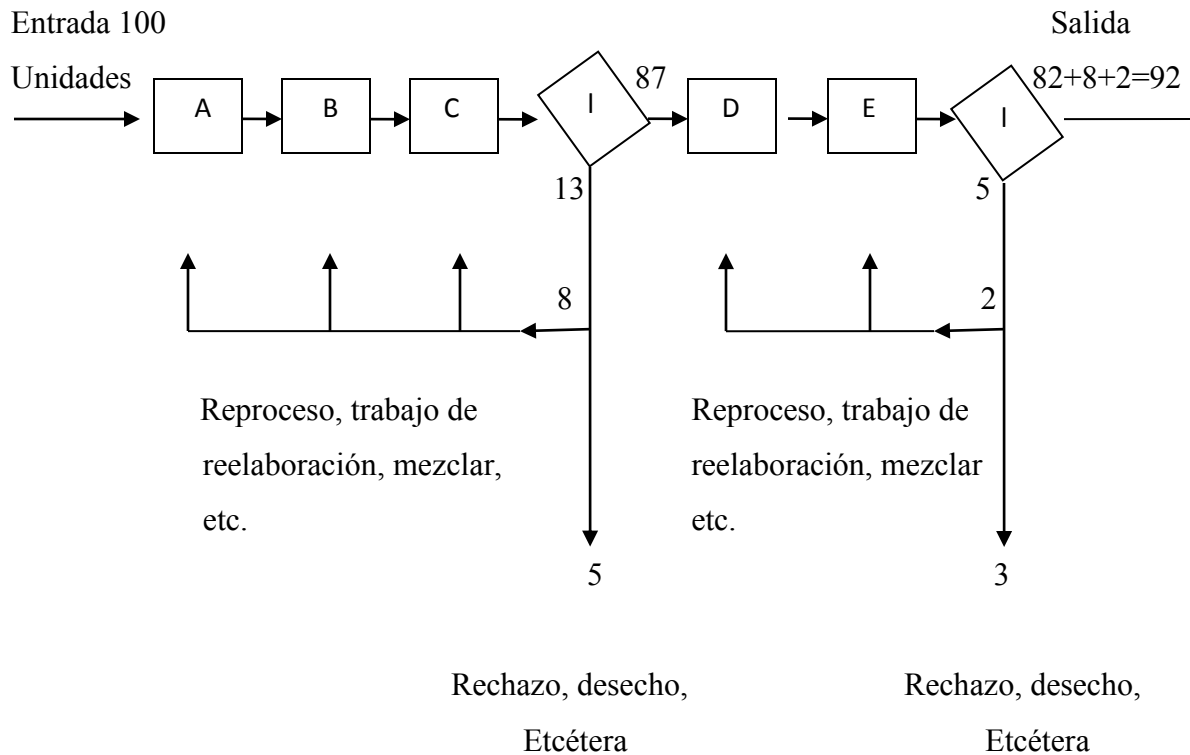 Entrada 100
Unidades
Salida
82+8+2=92
A
B
C
I
87
D
E
I
13
5
8
2
Reproceso, trabajo de
reelaboración, mezclar,
etc.
Reproceso, trabajo de
reelaboración, mezclar
etc.
5
3
Rechazo, desecho,
Etcétera
Rechazo, desecho,
Etcétera